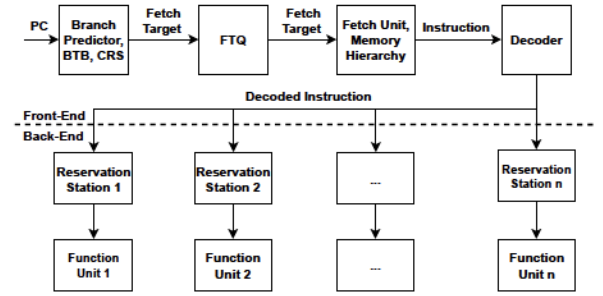 PC
Branch
Predictor,
BTB, CRS
Fetch
Target
FTQ
Fetch
Target
Fetch Unit,
Memory
Hierarchy
Instruction
Decoder
Decoded Instruction
Front-End
Back-End
Reservation
Station 1
Reservation
Station 2
...
Reservation
Station n
Function
Unit 1
Function
Unit 2
...
Function
Unit n